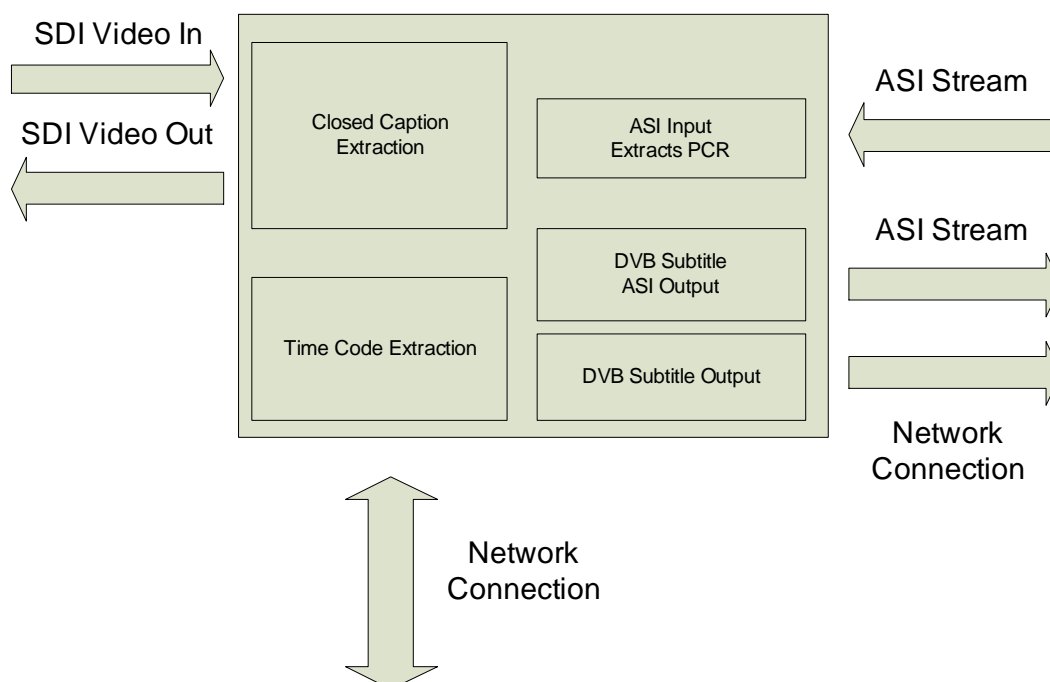 SDI Video In
SDI Video Out
Closed Caption
Extraction
Time Code Extraction
ASI Input
Extracts PCR
DVB Subtitle
ASI Output
DVB Subtitle Output
ASI Stream
ASI Stream
Network
Connection
Network
Connection